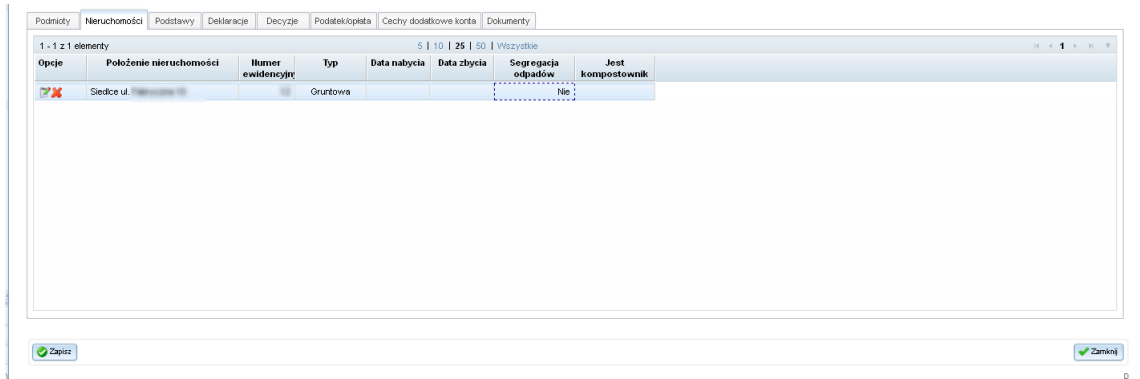 Podmioty Nieruchomości Podstawy Deklaracje Decyzje Podatek/opłata Cechy dodatkowe konta Dokumenty
1 - 1 z 1 elementy 5 | 10 | 25 | 50 | Wszystkie 1
Opcje Położenie nieruchomości Numer ewidencyjny Typ Data nabycia Data zbycia Segregacja odpadów Jest kompostownik
Siedlce ul. Gruntowa Nie
Zapisz Zamknij